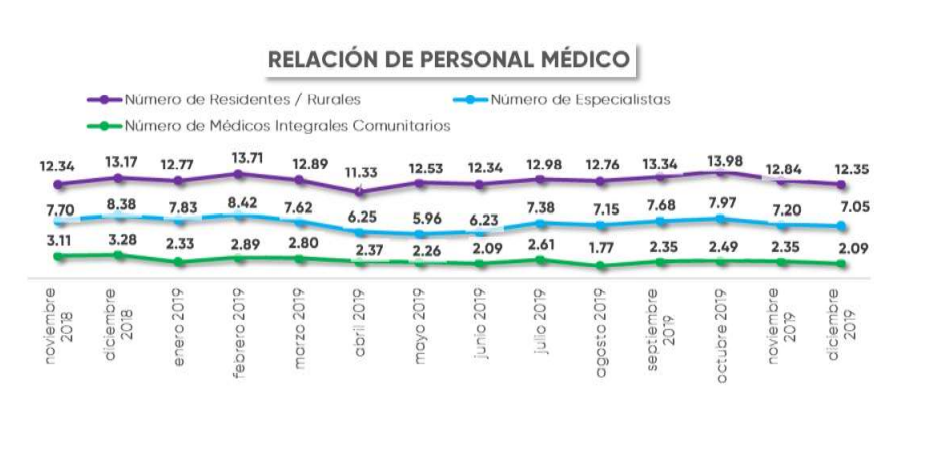 RELACIÓN DE PERSONAL MÉDICO
Número de Residentes / Rurales
Número de Especialistas
Número de Médicos Integrales Comunitarios
12.34 13.17 12.77 13.71 12.89 11.33 12.53 12.34 12.98 12.76 13.34 13.98 12.84 12.35
7.70 8.38 7.83 8.42 7.62 6.25 5.96 6.23 7.38 7.15 7.68 7.97 7.20 7.05
3.11 3.28 2.33 2.89 2.80 2.37 2.26 2.09 2.61 1.77 2.35 2.49 2.35 2.09
noviembre
2018
diciembre
2018
enero 2019
febrero 2019
marzo 2019
abril 2019
mayo 2019
junio 2019
julio 2019
agosto 2019
septiembre
2019
octubre 2019
noviembre
2019
diciembre
2019